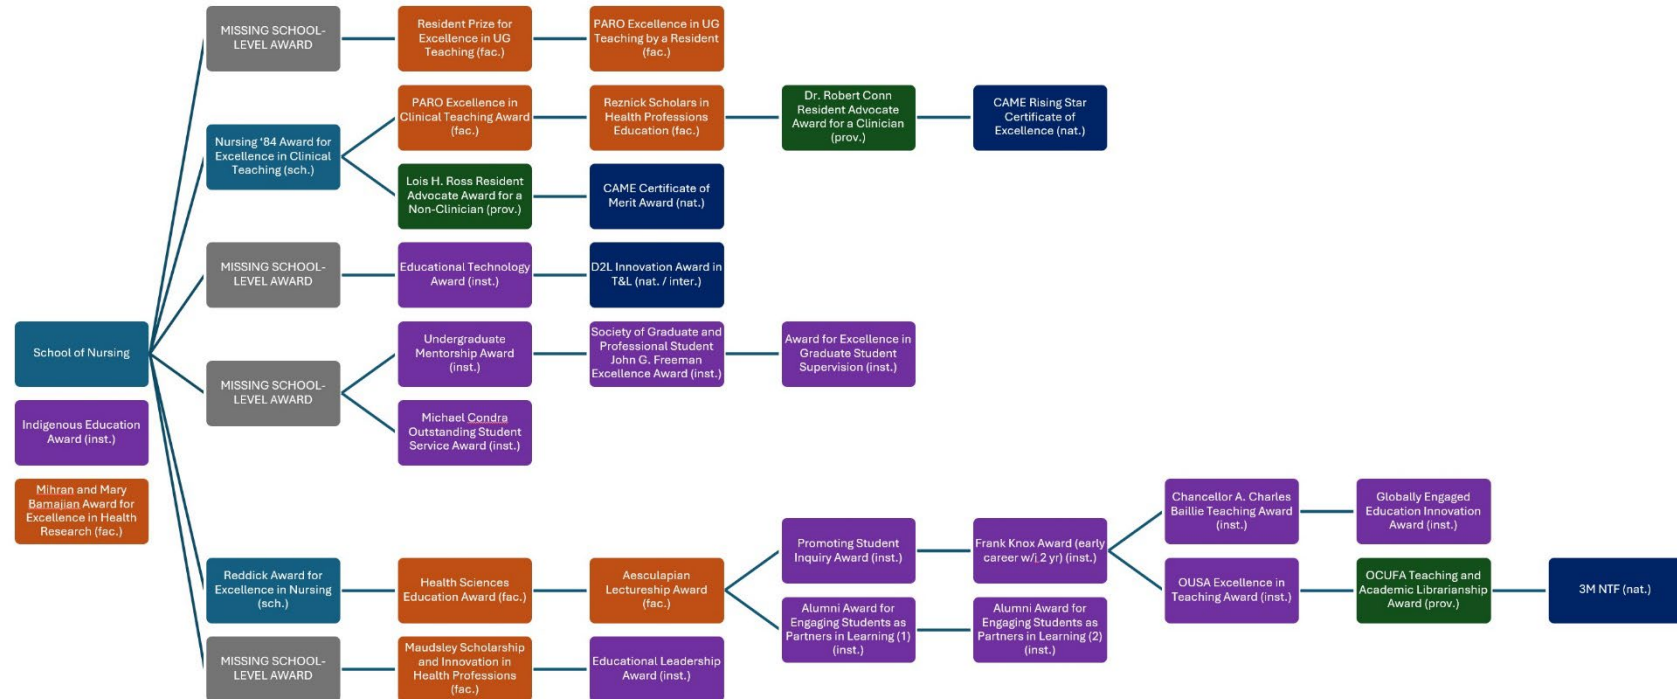 MISSING SCHOOL-
LEVEL AWARD
Resident Prize for
Excellence in UG
Teaching (fac.)
PARO Excellence in UG
Teaching by a Resident
(fac.)
Nursing ‘84 Award for
Excellence in Clinical
Teaching (sch.)
PARO Excellence in
Clinical Teaching Award
(fac.)
Reznick Scholars in
Health Professions
Education (fac.)
Dr. Robert Conn
Resident Advocate
Award for a Clinician
(prov.)
CAME Rising Star
Certificate of
Excellence (nat.)
Lois H. Ross Resident
Advocate Award for a
Non-Clinician (prov.)
CAME Certificate of
Merit Award (nat.)
MISSING SCHOOL-
LEVEL AWARD
Educational Technology
Award (inst.)
D2L Innovation Award in
T&L (nat. / inter.)
School of Nursing
MISSING SCHOOL-
LEVEL AWARD
Undergraduate
Mentorship Award
(inst.)
Society of Graduate and
Professional Student
John G. Freeman
Excellence Award (inst.)
Award for Excellence in
Graduate Student
Supervision (inst.)
Michael Condra
Outstanding Student
Service Award (inst.)
Indigenous Education
Award (inst.)
Mihran and Mary
Bamajian Award for
Excellence in Health
Research (fac.)
Reddick Award for
Excellence in Nursing
(sch.)
Health Sciences
Education Award (fac.)
Aesculapian
Lectureship Award
(fac.)
Promoting Student
Inquiry Award (inst.)
Frank Knox Award (early
career w/i 2 yr) (inst.)
Chancellor A. Charles
Baillie Teaching Award
(inst.)
Globally Engaged
Education Innovation
Award (inst.)
OUSA Excellence in
Teaching Award (inst.)
OCUFA Teaching and
Academic Librarianship
Award (prov.)
3M NTF (nat.)
Alumni Award for
Engaging Students as
Partners in Learning (1)
(inst.)
Alumni Award for
Engaging Students as
Partners in Learning (2)
(inst.)
MISSING SCHOOL-
LEVEL AWARD
Maudsley Scholarship
and Innovation in
Health Professions
(fac.)
Educational Leadership
Award (inst.)